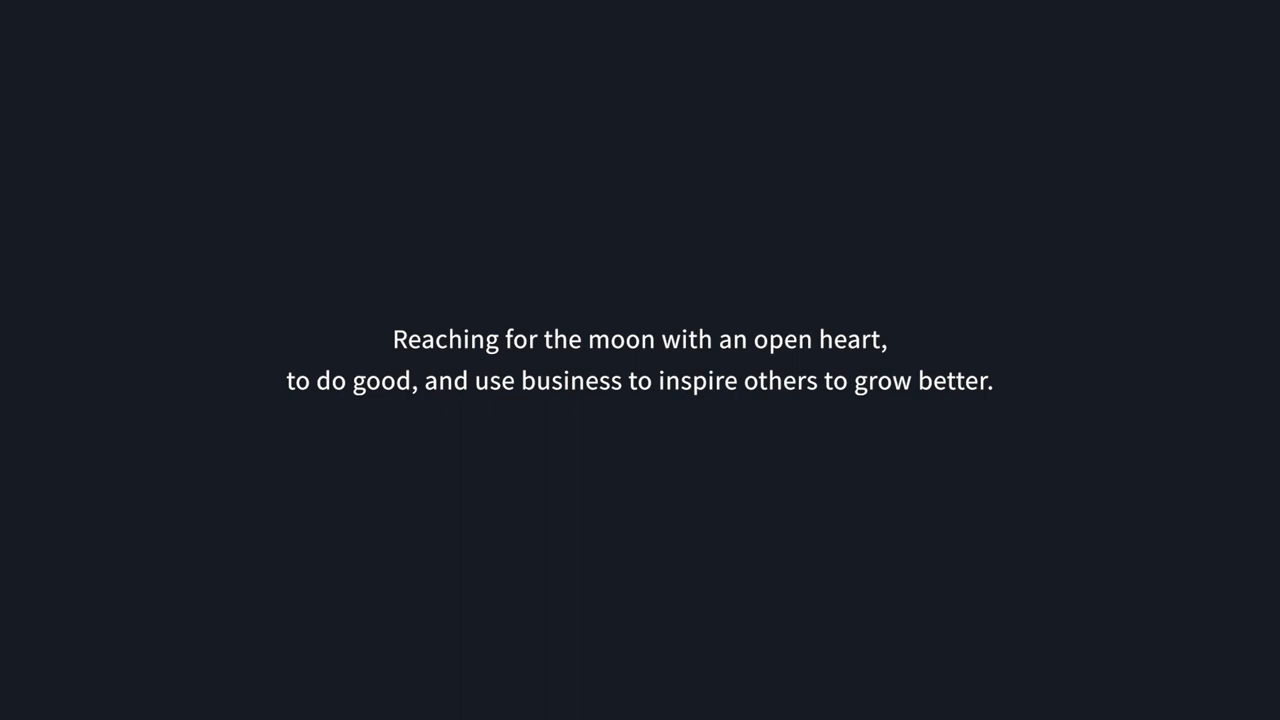 Reaching for the moon with an open heart,
to do good, and use business to inspire others to grow better.